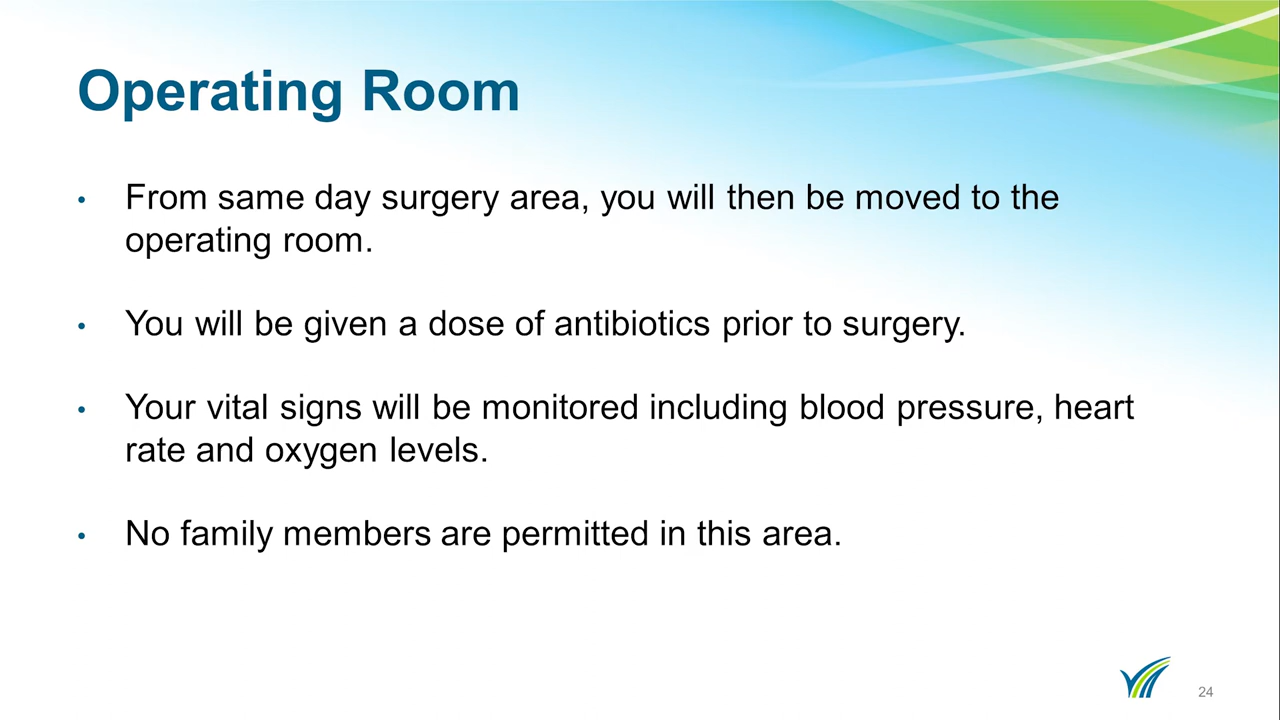 Operating Room
• From same day surgery area, you will then be moved to the
operating room.
• You will be given a dose of antibiotics prior to surgery.
• Your vital signs will be monitored including blood pressure, heart
rate and oxygen levels.
• No family members are permitted in this area.
24